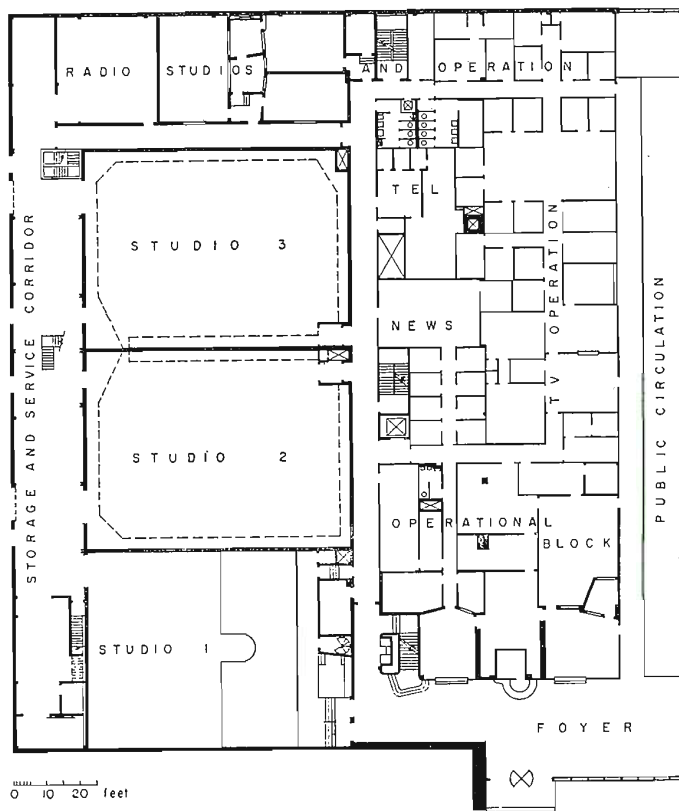 RADIO STUDIOS AND OPERATION
STORAGE AND SERVICE CORRIDOR
STUDIO 3
TEL
NEWS
TV OPERATION
PUBLIC CIRCULATION
STUDIO 2
OPERATIONAL
BLOCK
STUDIO 1
FOYER
0 10 20 feet